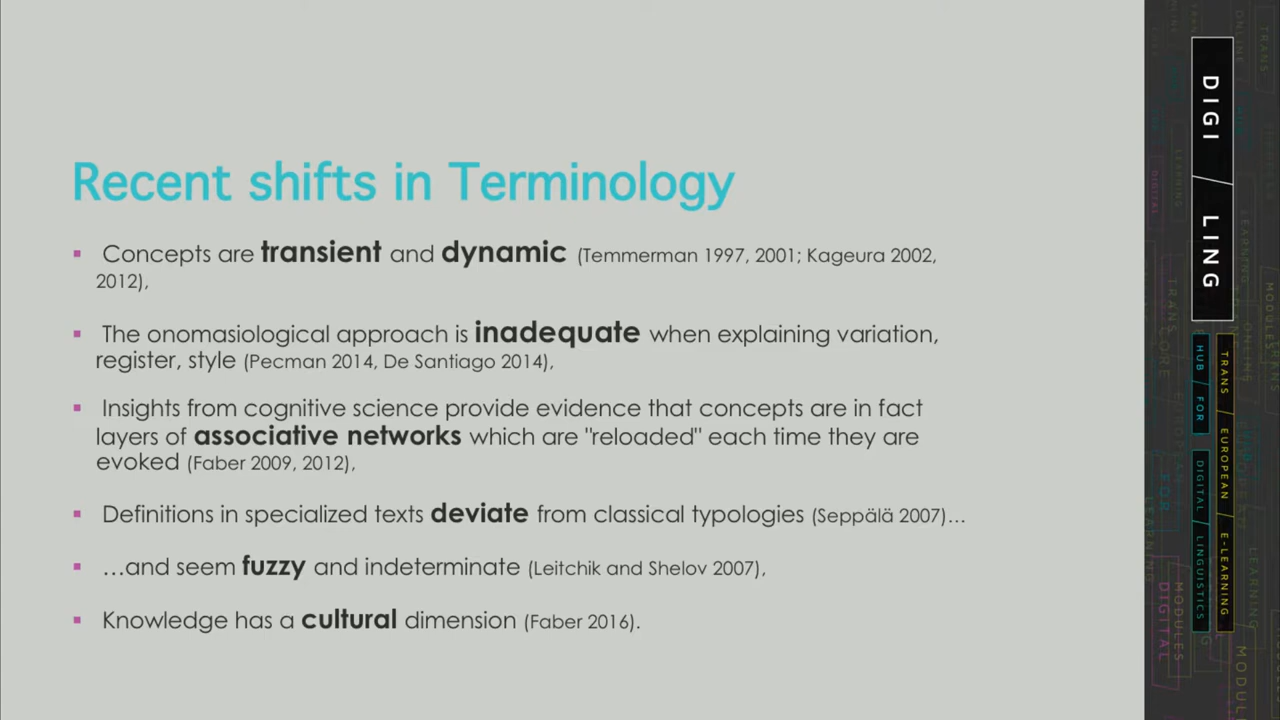 Recent shifts in Terminology
▪ Concepts are transient and dynamic (Temmerman 1997, 2001; Kageura 2002,
2012),
▪ The onomasiological approach is inadequate when explaining variation,
register, style (Pecman 2014, De Santiago 2014),
▪ Insights from cognitive science provide evidence that concepts are in fact
layers of associative networks which are "reloaded" each time they are
evoked (Faber 2009, 2012),
▪ Definitions in specialized texts deviate from classical typologies (Seppälä 2007)…
▪ …and seem fuzzy and indeterminate (Leitchik and Shelov 2007),
▪ Knowledge has a cultural dimension (Faber 2016).
DIGI / LING
TRANS / EUROPEAN / E-LEARNING
HUB / FOR / DIGITAL / LINGUISTICS